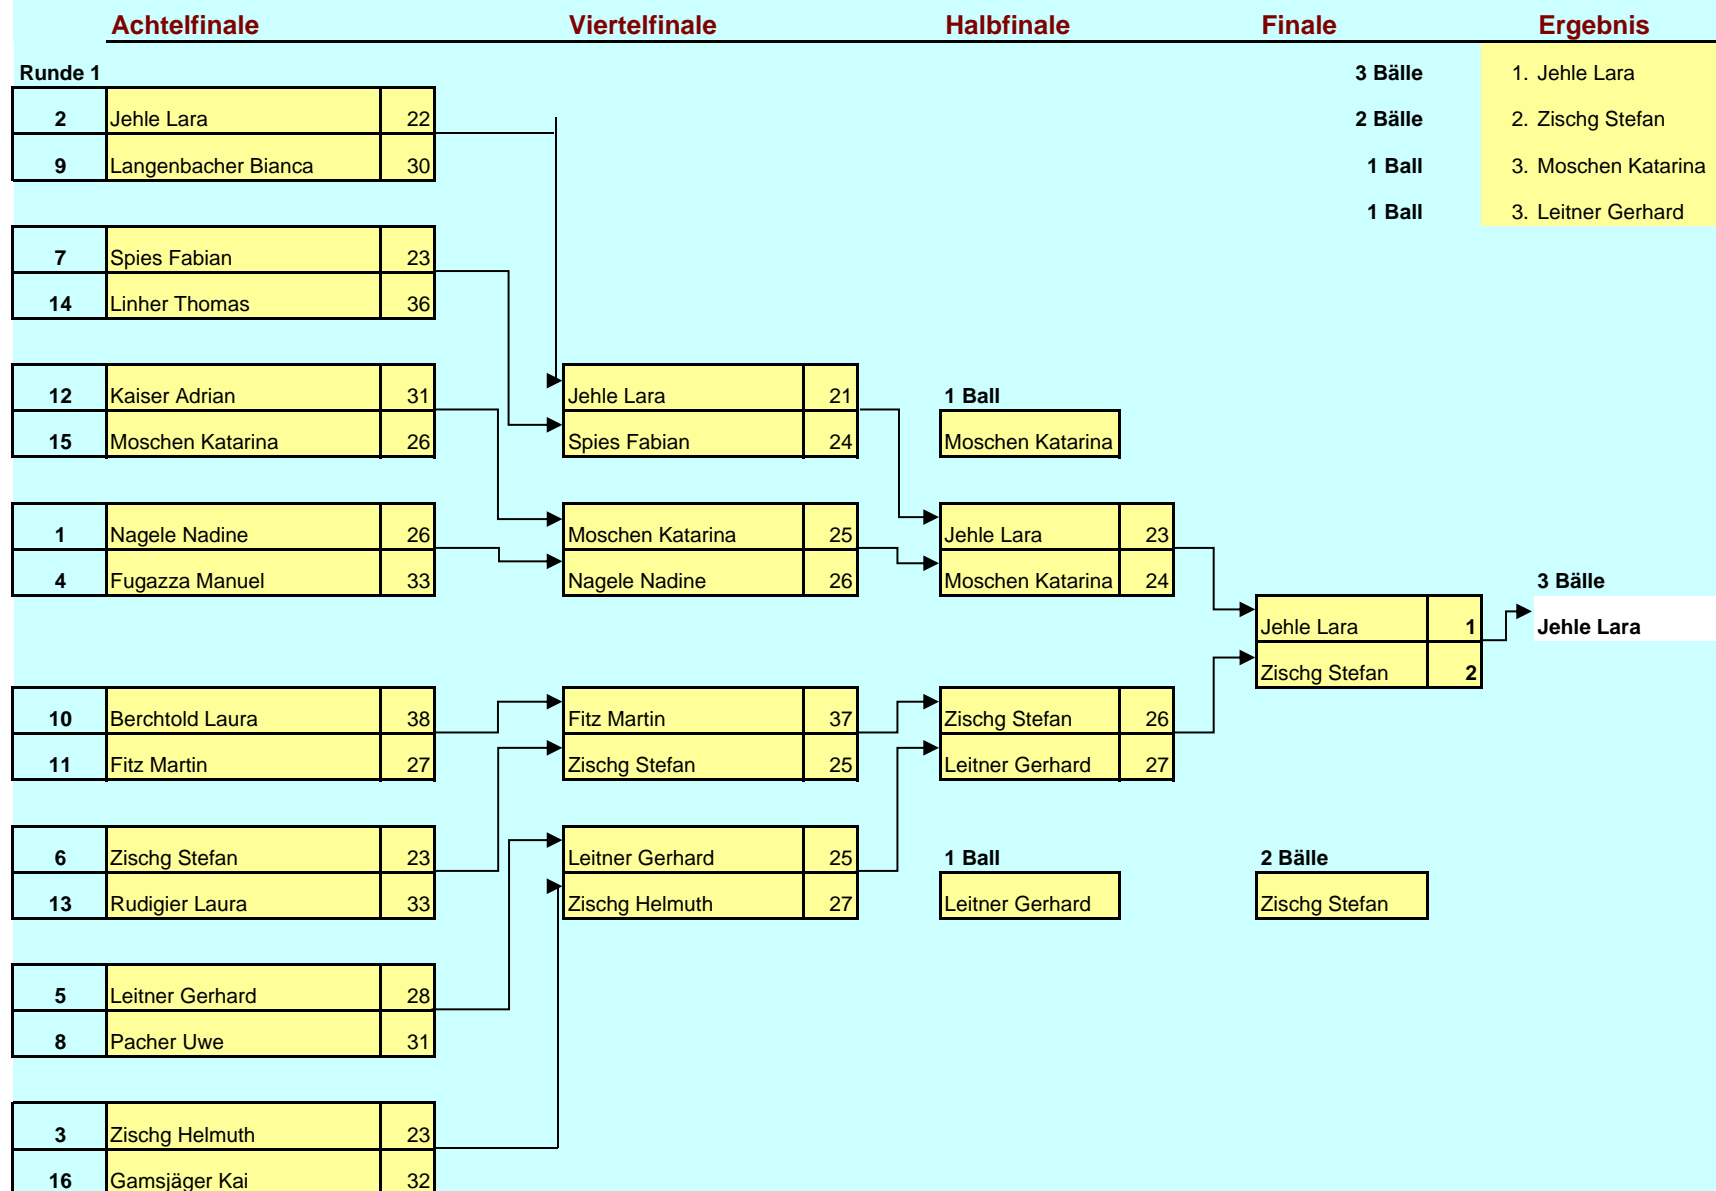 Achtelfinale Viertelfinale Halbfinale Finale Ergebnis
Runde 1 3 Bälle 1. Jehle Lara
2 Jehle Lara 22 2 Bälle 2. Zischg Stefan
9 Langenbacher Bianca 30 1 Ball 3. Moschen Katarina
1 Ball 3. Leitner Gerhard
7 Spies Fabian 23
14 Linher Thomas 36
12 Kaiser Adrian 31 Jehle Lara 21 1 Ball
15 Moschen Katarina 26 Spies Fabian 24 Moschen Katarina
1 Nagele Nadine 26 Moschen Katarina 25 Jehle Lara 23
4 Fugazza Manuel 33 Nagele Nadine 26 Moschen Katarina 24 3 Bälle
Jehle Lara 1 Jehle Lara
Zischg Stefan 2
10 Berchtold Laura 38 Fitz Martin 37 Zischg Stefan 26
11 Fitz Martin 27 Zischg Stefan 25 Leitner Gerhard 27
6 Zischg Stefan 23 Leitner Gerhard 25 1 Ball 2 Bälle
13 Rudigier Laura 33 Zischg Helmuth 27 Leitner Gerhard Zischg Stefan
5 Leitner Gerhard 28
8 Pacher Uwe 31
3 Zischg Helmuth 23
16 Gamsjäger Kai 32